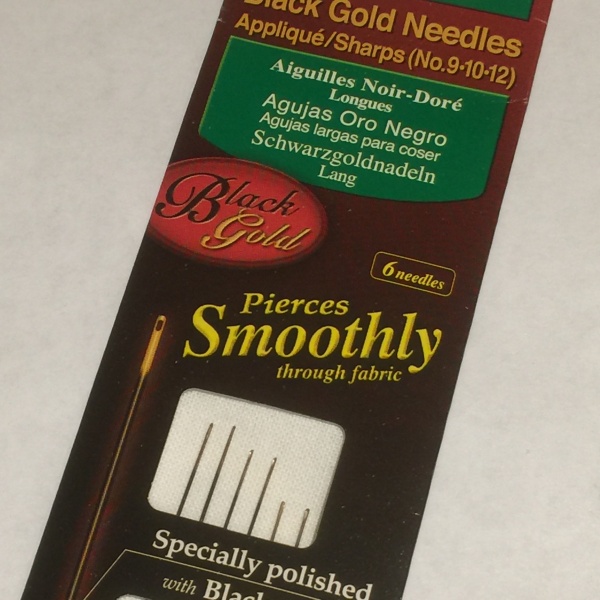 Black Gold Needles
Appliqué/Sharps (No.9•10•12)
Aiguilles Noir-Doré
Longues
Agujas Oro Negro
Agujas largas para coser
Schwarzgoldnadeln
Lang
Black
Gold
6 needles
Pierces
Smoothly
through fabric
Specially polished
with Black